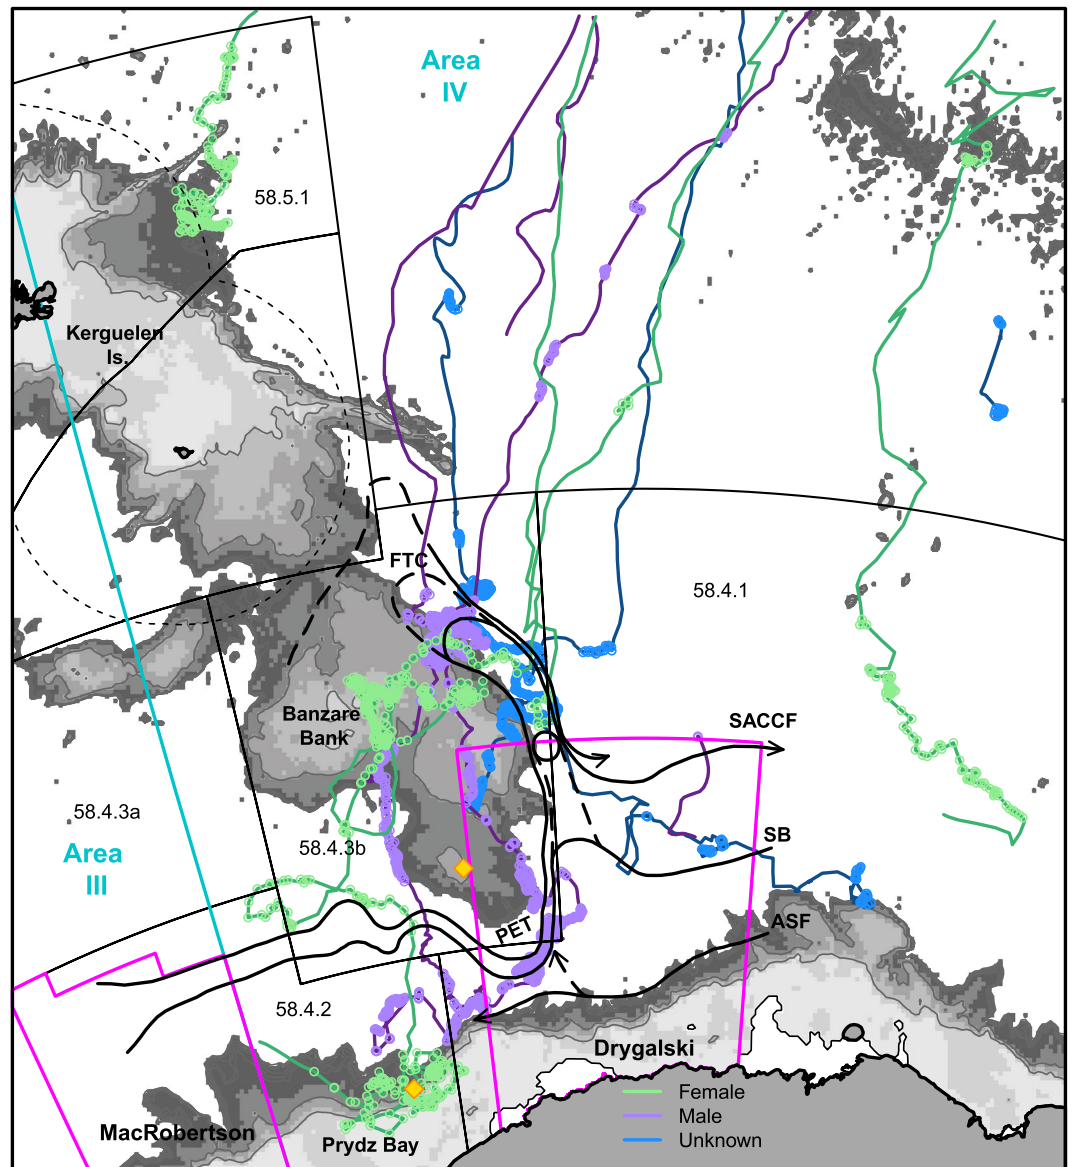 Area
IV
58.5.1
Kerguelen
Is.
FTC
58.4.1
Banzare
Bank
SACCF
58.4.3a
SB
Area
III
58.4.3b
PET
ASF
58.4.2
Drygalski
Female
Male
Unknown
MacRobertson
Prydz Bay